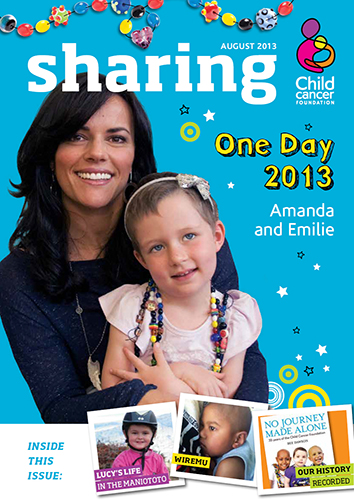 AUGUST 2013
sharing
Child
cancer
FOUNDATION
One Day
2013
Amanda
and Emilie
INSIDE
THIS
ISSUE:
LUCY'S LIFE
IN THE MANIOTOTO
WIREMU
NO JOURNEY
MADE ALONE
OUR HISTORY
RECORDED